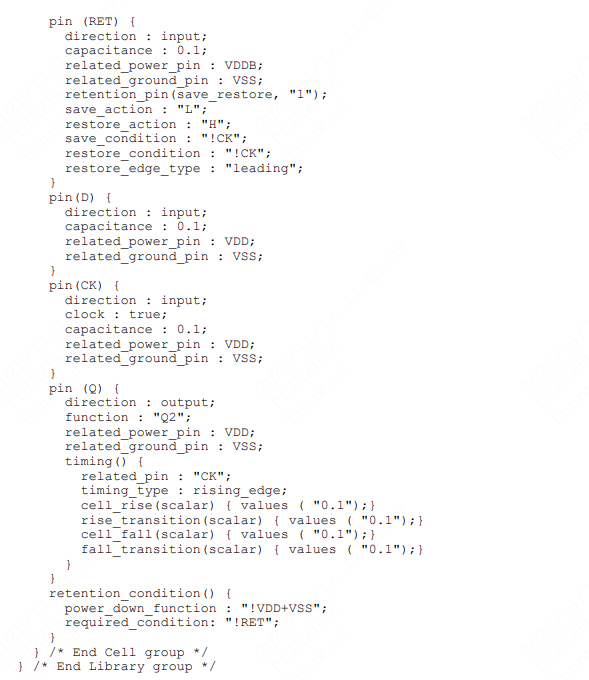 pin (RET) {
direction : input;
capacitance : 0.1;
related_power_pin : VDDB;
related_ground_pin : VSS;
retention_pin(save_restore, "1");
save_action : "L";
restore_action : "H";
save_condition : "!CK";
restore_condition : "!CK";
restore_edge_type : "leading";
}
pin(D) {
direction : input;
capacitance : 0.1;
related_power_pin : VDD;
related_ground_pin : VSS;
}
pin(CK) {
direction : input;
clock : true;
capacitance : 0.1;
related_power_pin : VDD;
related_ground_pin : VSS;
}
pin (Q) {
direction : output;
function : "Q2";
related_power_pin : VDD;
related_ground_pin : VSS;
timing() {
related_pin : "CK";
timing_type : rising_edge;
cell_rise(scalar) { values ( "0.1");}
rise_transition(scalar) { values ( "0.1");}
cell_fall(scalar) { values ( "0.1");}
fall_transition(scalar) { values ( "0.1");}
}
}
retention_condition() {
power_down_function : "!VDD+VSS";
required_condition: "!RET";
}
} /* End Cell group */
} /* End Library group */